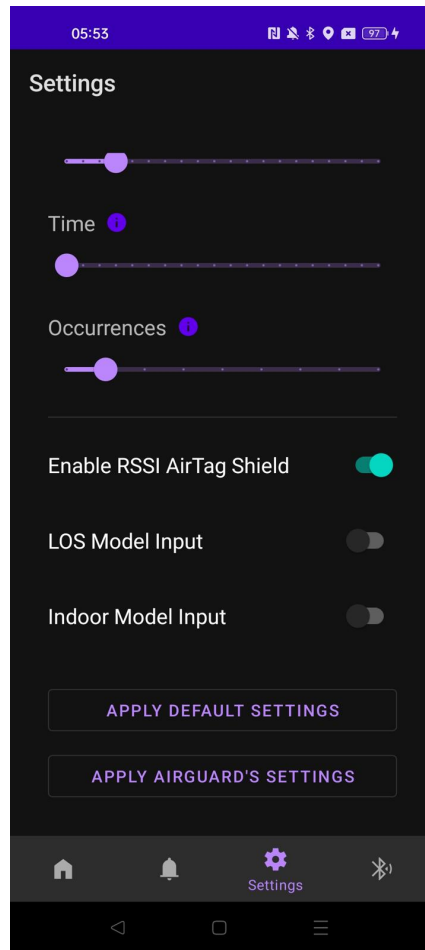 05:53
97
Settings
Time
Occurrences
Enable RSSI AirTag Shield
LOS Model Input
Indoor Model Input
APPLY DEFAULT SETTINGS
APPLY AIRGUARD'S SETTINGS
Settings